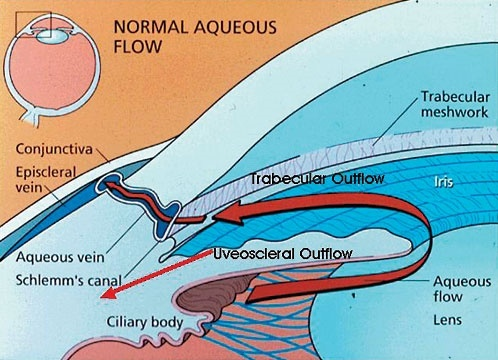 NORMAL AQUEOUS
FLOW
Trabecular
meshwork
Conjunctiva
Episcleral
vein
Trabecular Outflow
Iris
Aqueous vein
Schlemm's canal
Uveoscleral Outflow
Aqueous
flow
Ciliary body
Lens